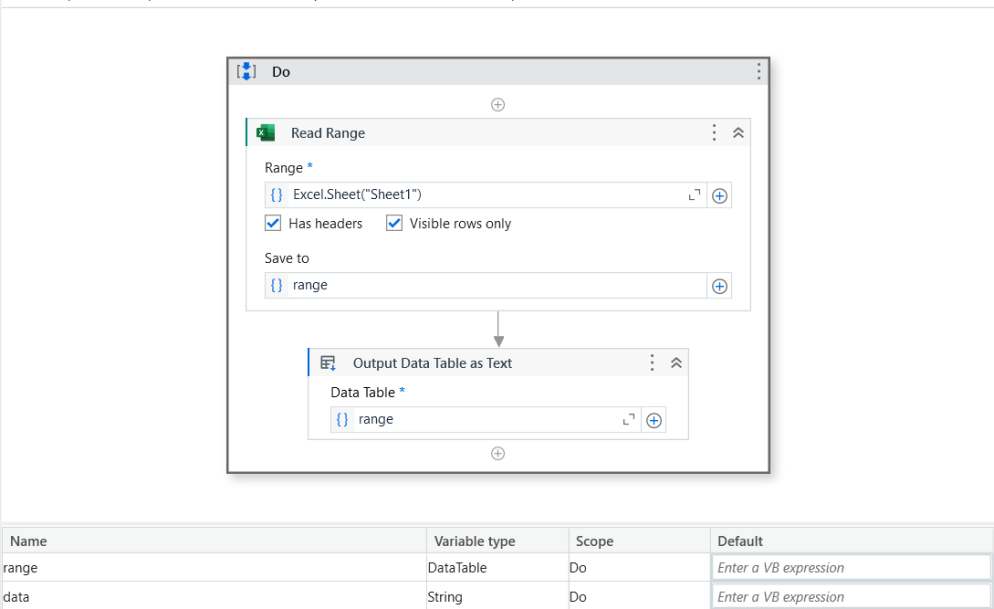 Do
Read Range
Range *
Excel.Sheet("Sheet1")
Has headers Visible rows only
Save to
range
Output Data Table as Text
Data Table *
range
Name Variable type Scope Default
range DataTable Do Enter a VB expression
data String Do Enter a VB expression